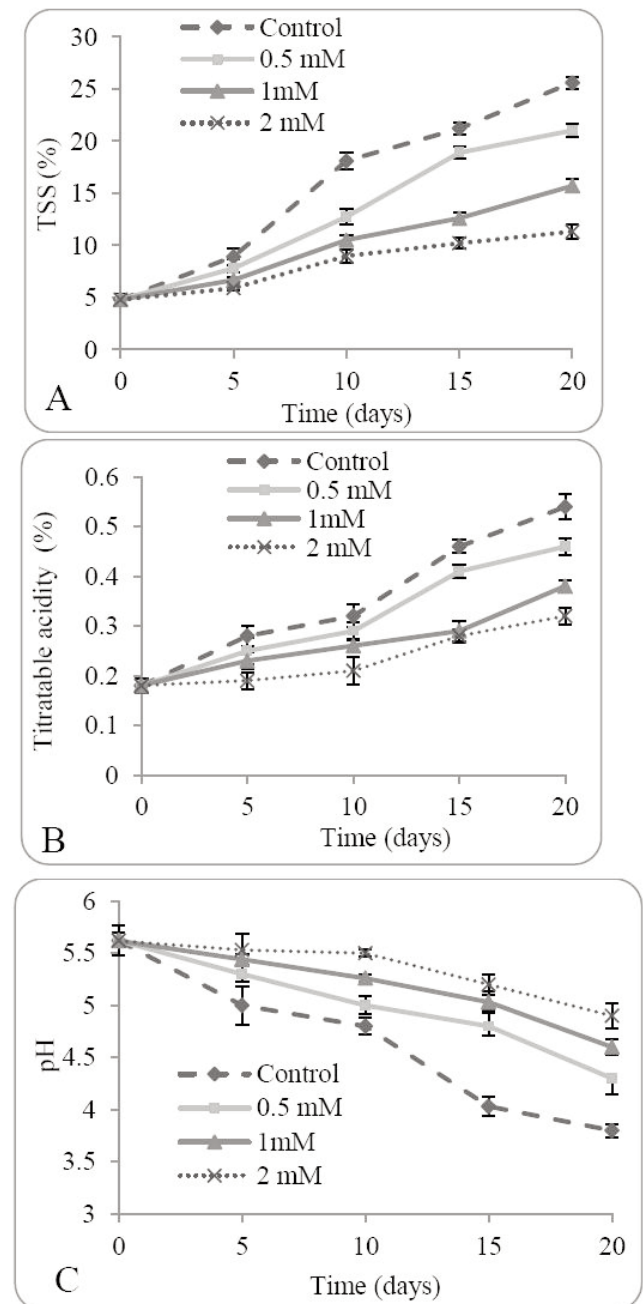 Control
0.5 mM
1mM
2 mM
30
25
20
15
10
5
0
TSS (%)
0 5 10 15 20
A
Time (days)
Control
0.5 mM
1mM
2 mM
0.6
0.5
0.4
0.3
0.2
0.1
0
Titratable acidity (%)
0 5 10 15 20
B
Time (days)
6
5.5
5
4.5
4
3.5
3
pH
Control
0.5 mM
1mM
2 mM
0 5 10 15 20
C
Time (days)